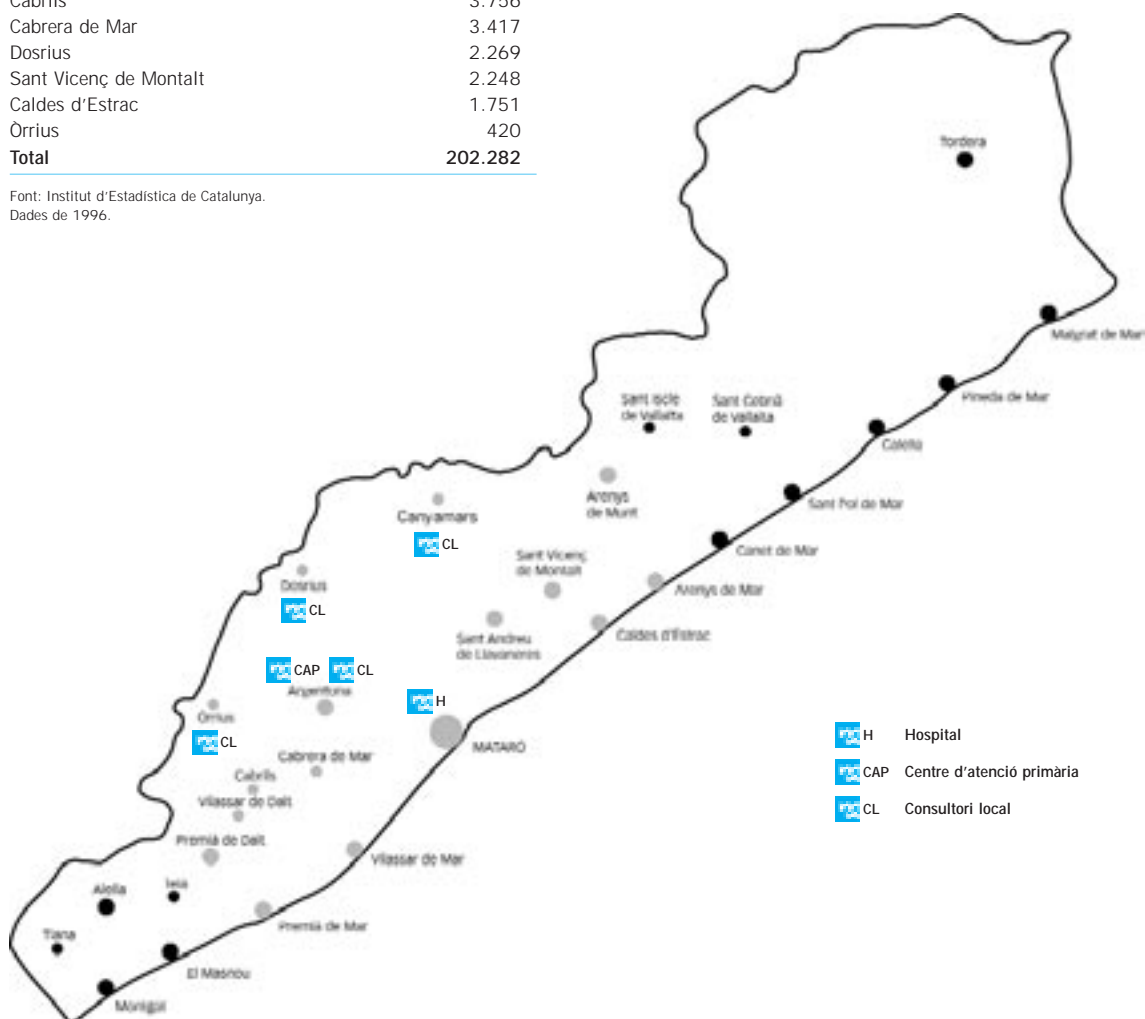 Cabrils 3.756
Cabrera de Mar 3.417
Dosrius 2.269
Sant Vicenç de Montalt 2.248
Caldes d'Estrac 1.751
Òrrius 420
Total 202.282
Font: Institut d'Estadística de Catalunya.
Dades de 1996.
Tordera
Malgrat de Mar
Pineda de Mar
Sant Iscle
de Vallalta
Sant Cebrià
de Vallalta
Calella
Arenys
de Munt
Sant Pol de Mar
Canyamars
CL
Canet de Mar
Sant Vicenç
de Montalt
Dosrius
CL
Arenys de Mar
Caldes d'Estrac
Sant Andreu
de Llavaneres
CAP
CL
Argentona
H
Òrrius
CL
MATARÓ
Cabrera de Mar
Cabrils
Vilassar de Dalt
Premià de Dalt
Vilassar de Mar
Alella
Teià
Premià de Mar
Tiana
El Masnou
Montgat
H Hospital
CAP Centre d'atenció primària
CL Consultori local